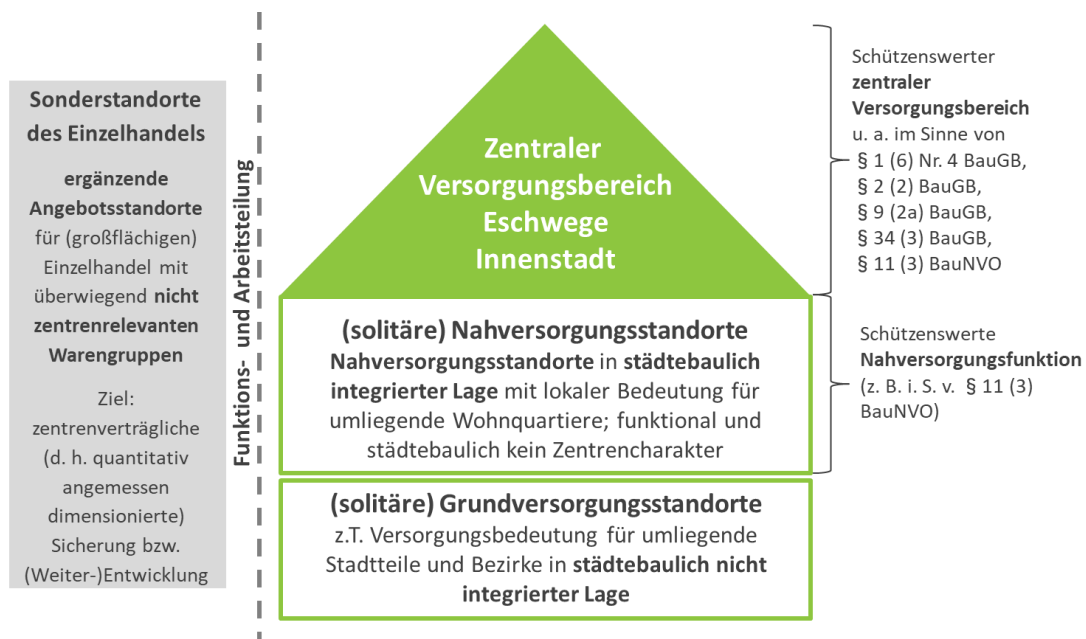 Sonderstandorte
des Einzelhandels
ergänzende
Angebotsstandorte
für (großflächigen)
Einzelhandel mit
überwiegend nicht
zentrenrelevanten
Warengruppen
Ziel:
zentrenverträgliche
(d. h. quantitativ
angemessen
dimensionierte)
Sicherung bzw.
(Weiter-)Entwicklung
Funktions- und Arbeitsteilung
Zentraler
Versorgungsbereich
Eschwege
Innenstadt
(solitäre) Nahversorgungsstandorte
Nahversorgungsstandorte in städtebaulich
integrierter Lage mit lokaler Bedeutung für
umliegende Wohnquartiere; funktional und
städtebaulich kein Zentrencharakter
(solitäre) Grundversorgungsstandorte
z.T. Versorgungsbedeutung für umliegende
Stadtteile und Bezirke in städtebaulich nicht
integrierter Lage
Schützenswerter
zentraler
Versorgungsbereich
u. a. im Sinne von
§ 1 (6) Nr. 4 BauGB,
§ 2 (2) BauGB,
§ 9 (2a) BauGB,
§ 34 (3) BauGB,
§ 11 (3) BauNVO
Schützenswerte
Nahversorgungsfunktion
(z. B. i. S. v. § 11 (3)
BauNVO)